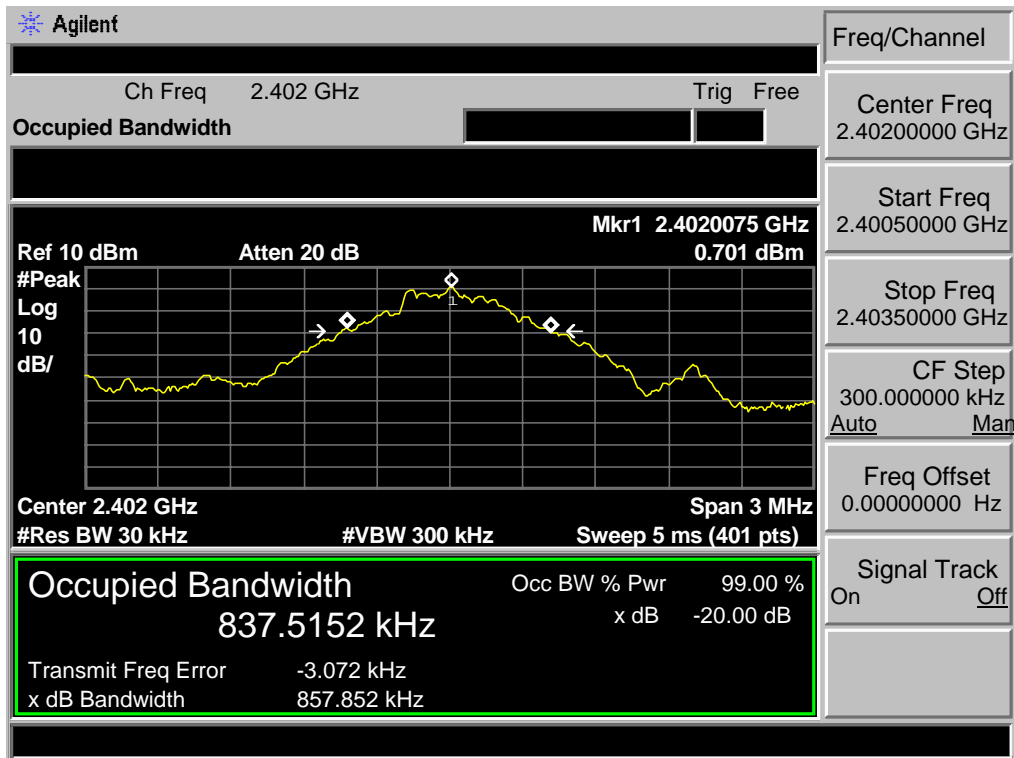 Agilent
Freq/Channel
Ch Freq 2.402 GHz Trig Free
Occupied Bandwidth
Center Freq
2.40200000 GHz
Start Freq
2.40050000 GHz
Stop Freq
2.40350000 GHz
CF Step
300.000000 kHz
Auto Man
Freq Offset
0.00000000 Hz
Signal Track
On Off
Mkr1 2.4020075 GHz
Ref 10 dBm Atten 20 dB 0.701 dBm
#Peak
Log
10
dB/
1
Center 2.402 GHz Span 3 MHz
#Res BW 30 kHz #VBW 300 kHz Sweep 5 ms (401 pts)
Occupied Bandwidth Occ BW % Pwr 99.00 %
837.5152 kHz x dB -20.00 dB
Transmit Freq Error -3.072 kHz
x dB Bandwidth 857.852 kHz